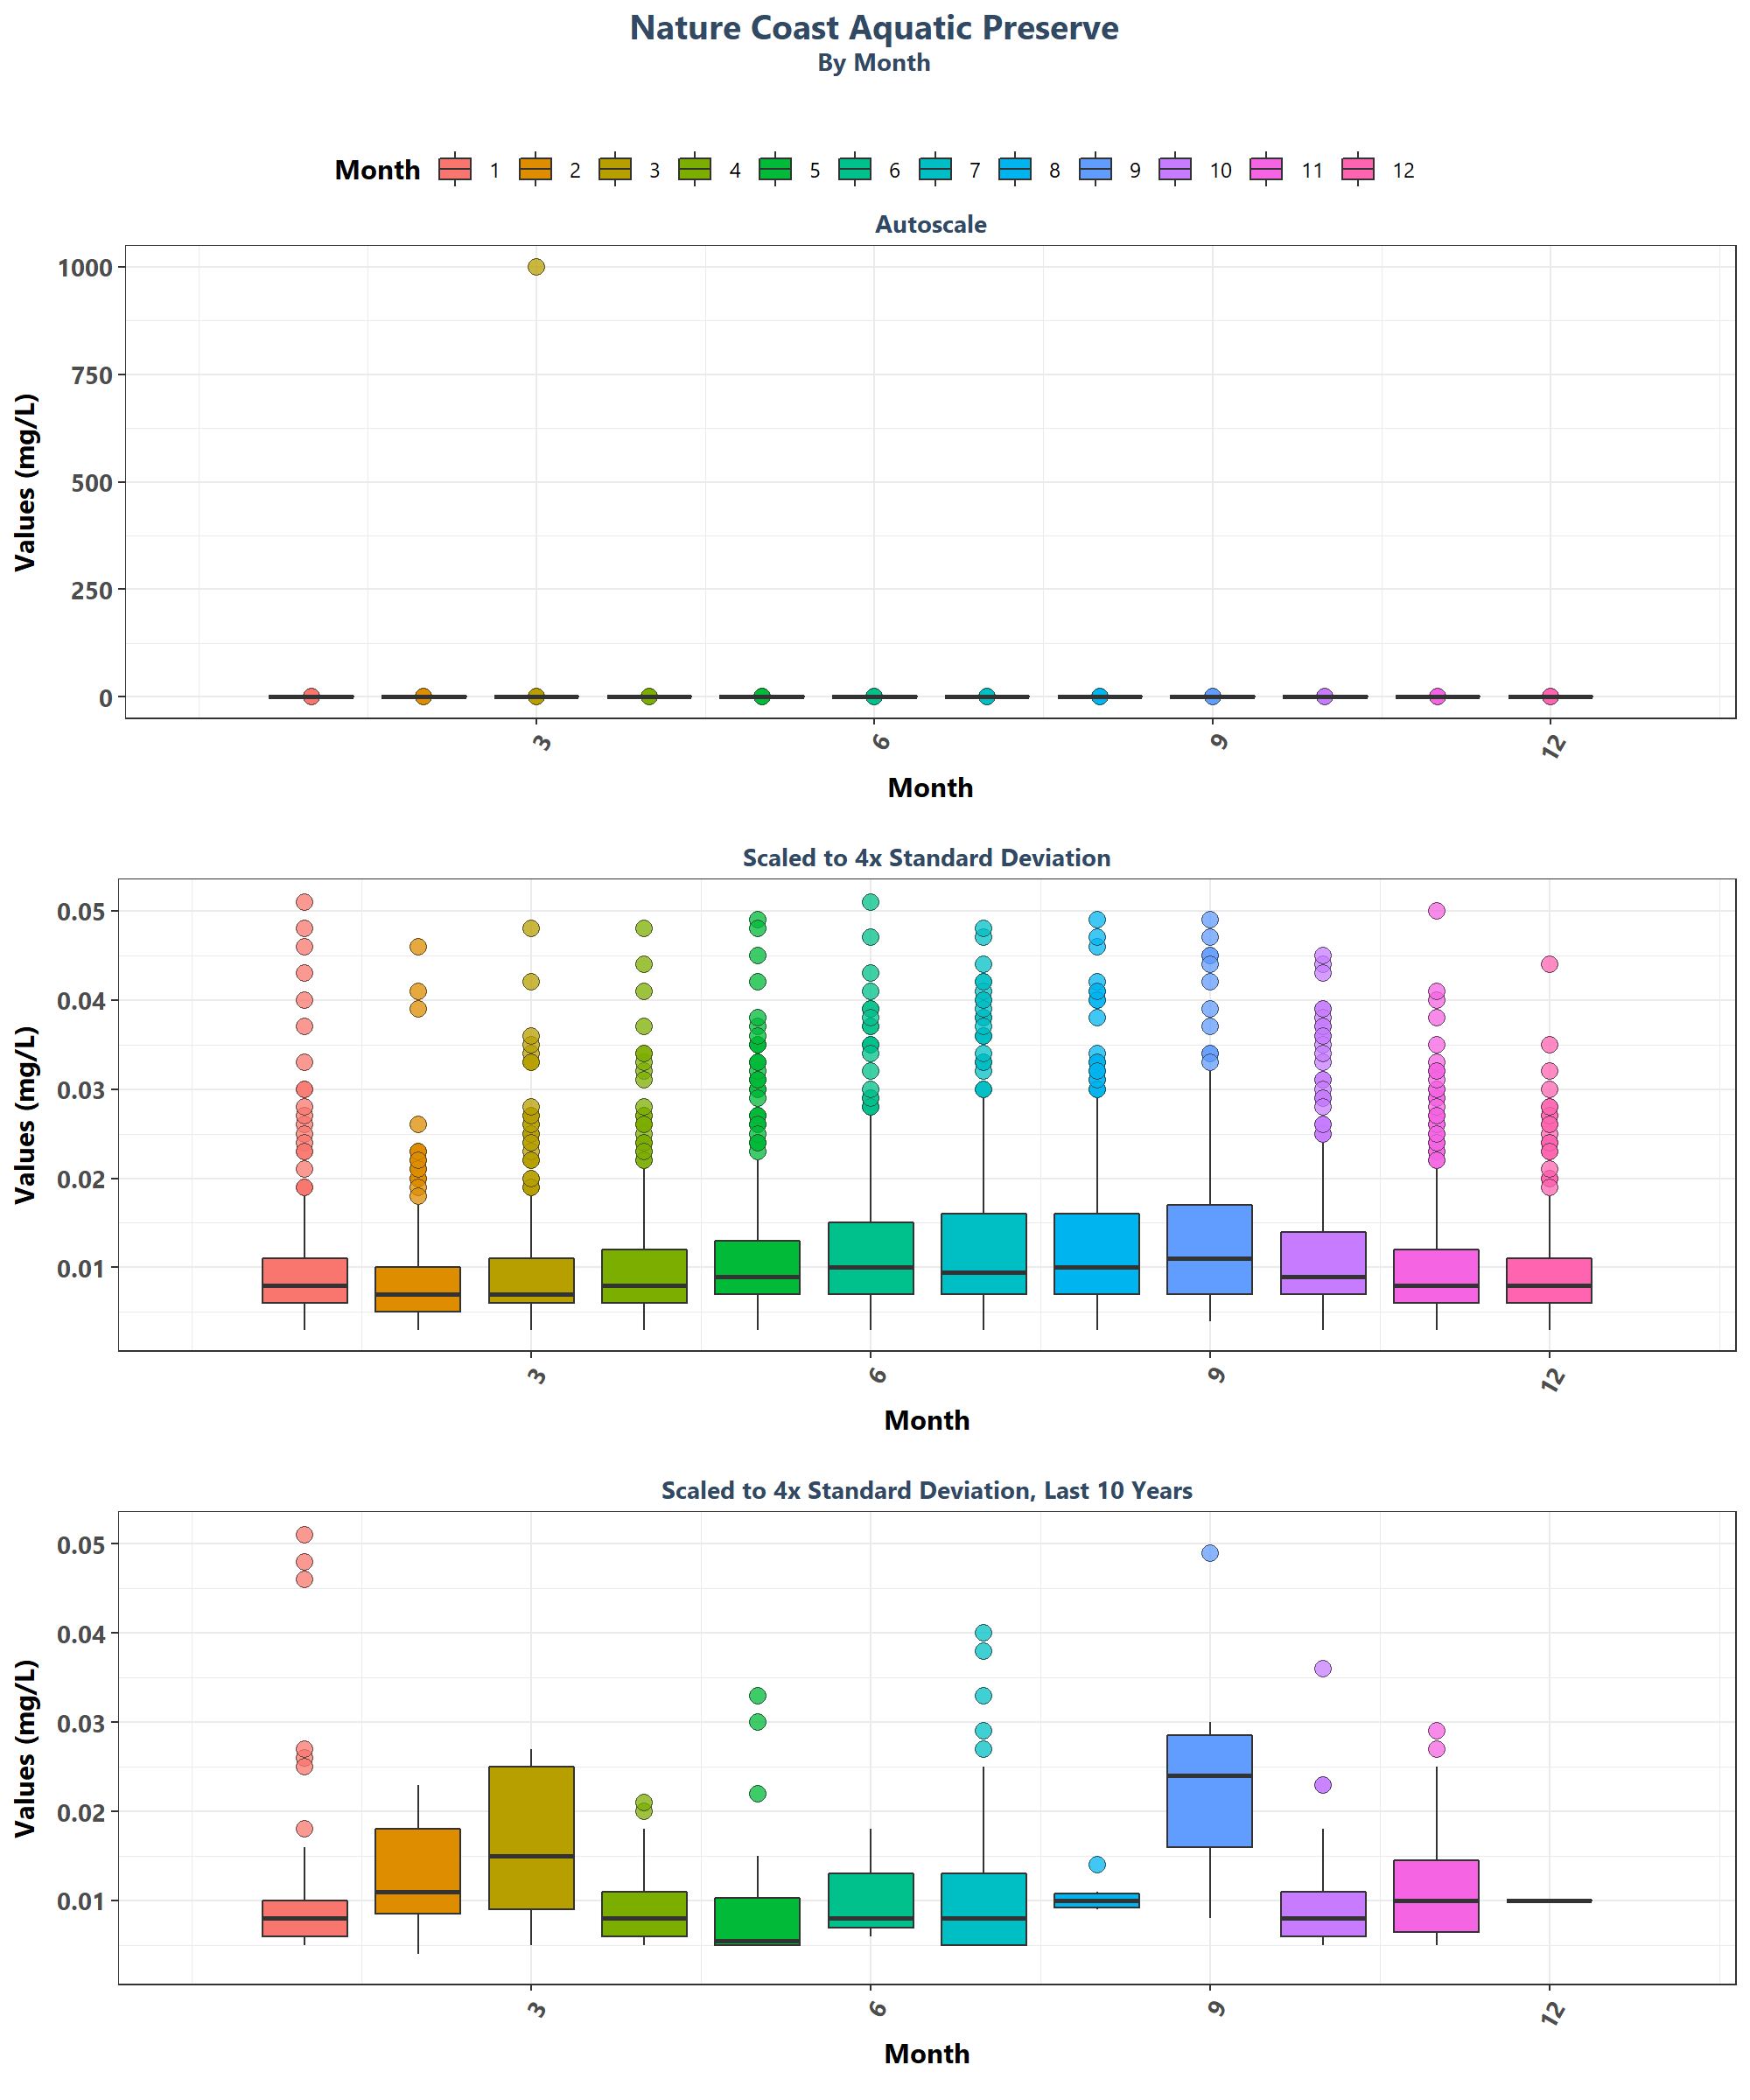 Nature Coast Aquatic Preserve
By Month
Month 1 2 3 4 5 6 7 8 9 10 11 12
Autoscale
Values (mg/L)
1000
750
500
250
0
3 6 9 12
Month
Scaled to 4x Standard Deviation
Values (mg/L)
0.05
0.04
0.03
0.02
0.01
3 6 9 12
Month
Scaled to 4x Standard Deviation, Last 10 Years
Values (mg/L)
0.05
0.04
0.03
0.02
0.01
3 6 9 12
Month